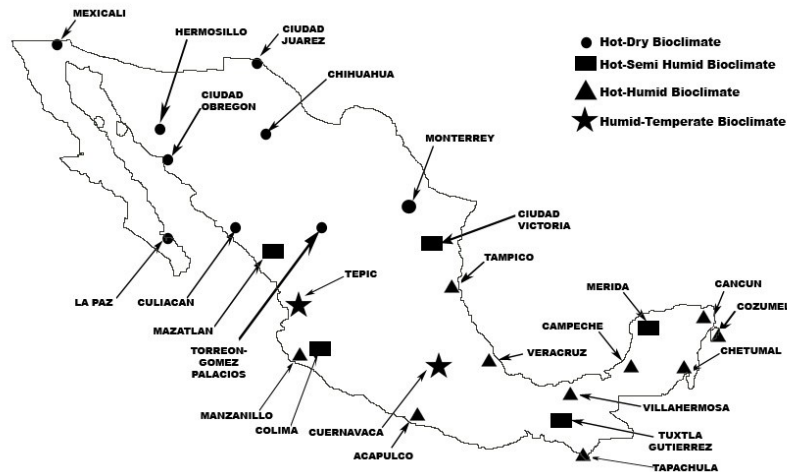 MEXICALI
HERMOSILLO
CIUDAD
JUAREZ
CHIHUAHUA
CIUDAD
OBREGON
MONTERREY
Hot-Dry Bioclimate
Hot-Semi Humid Bioclimate
Hot-Humid Bioclimate
Humid-Temperate Bioclimate
CIUDAD
VICTORIA
TAMPICO
LA PAZ
CULIACAN
TEPIC
MAZATLAN
TORREON-
GOMEZ
PALACIOS
MERIDA
CANCUN
COZUMEL
CAMPECHE
CHETUMAL
VERACRUZ
MANZANILLO
COLIMA
CUERNAVACA
ACAPULCO
VILLAHERMOSA
TUXTLA
GUTIERREZ
TAPACHULA